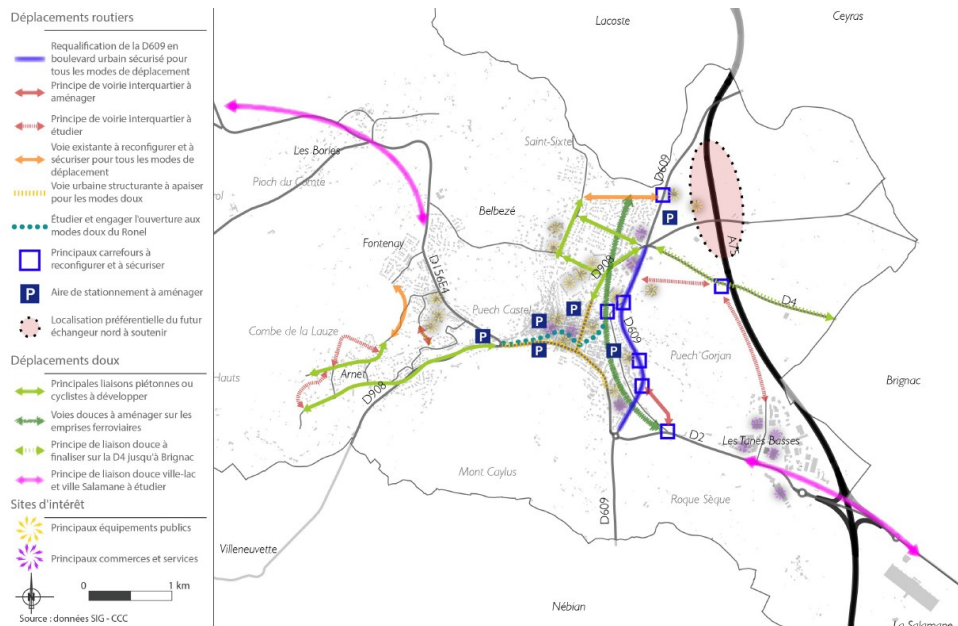 Déplacements routiers
Requalification de la D609 en
boulevard urbain sécurisé pour
tous les modes de déplacement
Principe de voirie interquartier à
aménager
Principe de voirie interquartier à
étudier
Voie existante à reconfigurer et à
sécuriser pour tous les modes de
déplacement
Voie urbaine structurante à apaiser
pour les modes doux
Étudier et engager l'ouverture aux
modes doux du Ronel
Principaux carrefours à
reconfigurer et à sécuriser
P
Aire de stationnement à aménager
Localisation préférentielle du futur
échangeur nord à soutenir
Déplacements doux
Principales liaisons piétonnes ou
cyclistes à développer
Voies douces à aménager sur les
emprises ferroviaires
Principe de liaison douce à
finaliser sur la D4 jusqu'à Brignac
Principe de liaison douce ville-lac
et ville Salamane à étudier
Sites d'intérêt
Principaux équipements publics
Principaux commerces et services
N
0
1 km
Source : données SIG - CCC
Lacoste
Ceyras
Les Bories
Saint-Sixte
D609
Pioch du Comte
rol
Belbezé
P
A75
Fontenay
D156E4
D908
D4
Puech Castel
P
P
Combe de la Lauze
P
P
P
D609
Puech Gorjan
Hauts
Arnet
D908
Brignac
D2
Les Tanes Basses
Mont Caylus
Roque Sèque
D609
Villeneuvette
Nébian
La Salamane